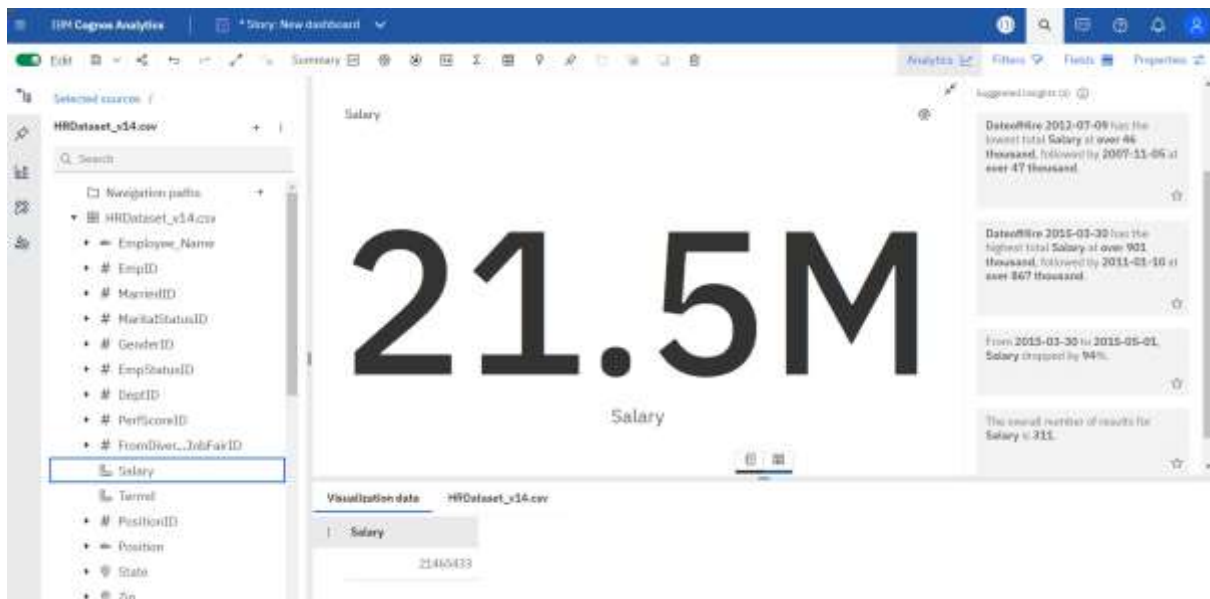 IBM Cognos Analytics
* Story: New dashboard
Edit
Summary
Analytics
Filters
Fields
Properties
Selected sources /
HRDataset_v14.csv
Search
Navigation paths
HRDataset_v14.csv
Employee_Name
# EmpID
# MarriedID
# MaritalStatusID
# GenderID
# EmpStatusID
# DeptID
# PerfScoreID
# FromDiver...JobFairID
Salary
Termd
# PositionID
Position
State
Zip
Salary
21.5M
Salary
Visualization data
HRDataset_v14.csv
Salary
21465433
Suggested insights
DateofHire 2012-07-09 has the
lowest total Salary at over 46
thousand, followed by 2007-11-05 at
over 47 thousand.
DateofHire 2015-03-30 has the
highest total Salary at over 901
thousand, followed by 2011-01-10 at
over 867 thousand.
From 2015-03-30 to 2015-05-01,
Salary dropped by 94%.
The overall number of results for
Salary is 311.